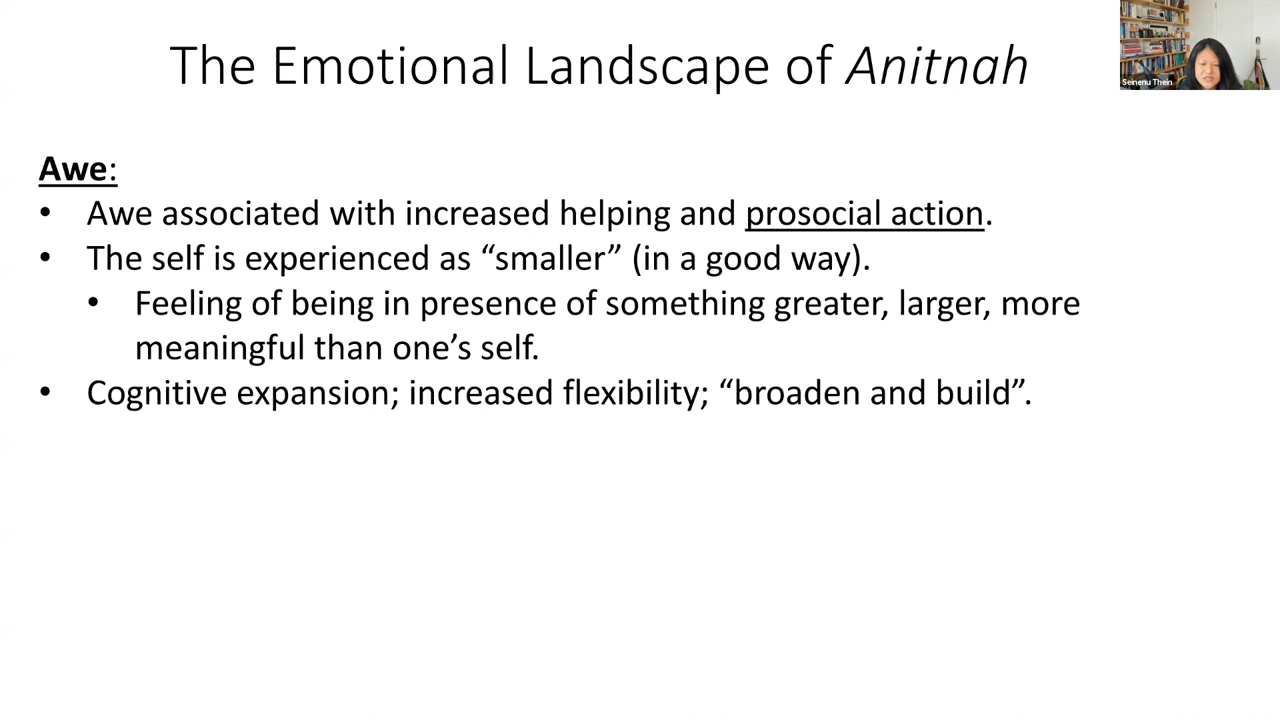 The Emotional Landscape of Anitnah
Seinenu Thein
Awe:
• Awe associated with increased helping and prosocial action.
• The self is experienced as “smaller” (in a good way).
• Feeling of being in presence of something greater, larger, more
meaningful than one’s self.
• Cognitive expansion; increased flexibility; “broaden and build”.